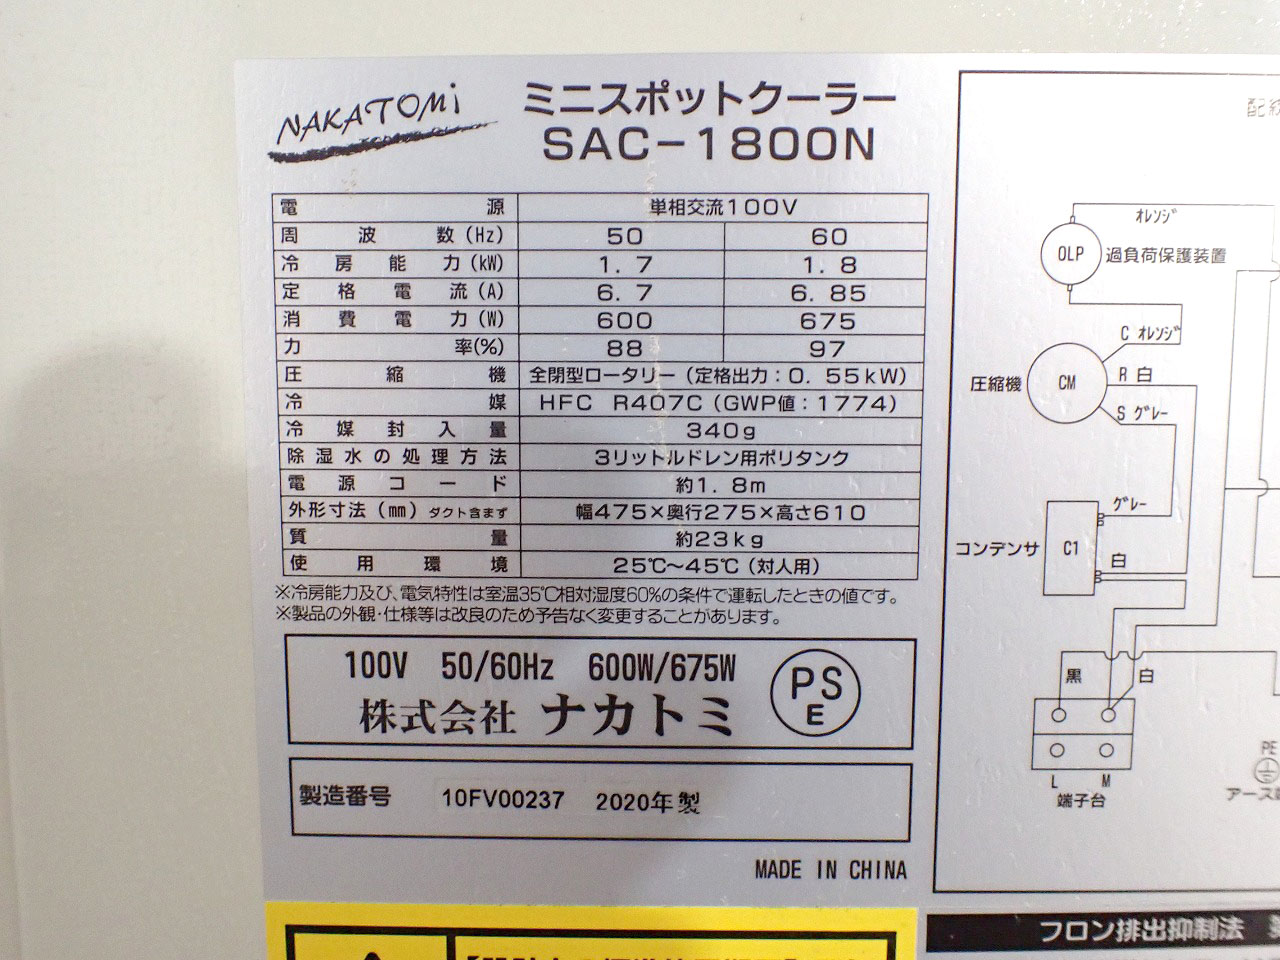 NAKATOMi
ミニスポットクーラー
SAC-1800N
電源 単相交流100V
周波数(Hz) 50 60
冷房能力(kW) 1.7 1.8
定格電流(A) 6.7 6.85
消費電力(W) 600 675
力率(%) 88 97
圧縮機 全閉型ロータリー(定格出力:0.55kW)
冷媒 HFC R407C(GWP値:1774)
冷媒封入量 340g
除湿水の処理方法 3リットルドレン用ポリタンク
電源コード 約1.8m
外形寸法(mm)ダクト含まず 幅475×奥行275×高さ610
質量 約23kg
使用環境 25℃~45℃(対人用)
※冷房能力及び、電気特性は室温35℃相対湿度60%の条件で運転したときの値です。
※製品の外観・仕様等は改良のため予告なく変更することがあります。
100V 50/60Hz 600W/675W
株式会社 ナカトミ
PSE
製造番号 10FV00237 2020年製
MADE IN CHINA
オレンジ
OLP 過負荷保護装置
C オレンジ
圧縮機 CM R 白
S グレー
グレー
コンデンサ C1
白
黒 白
L M
端子台
PE
フロン排出抑制法